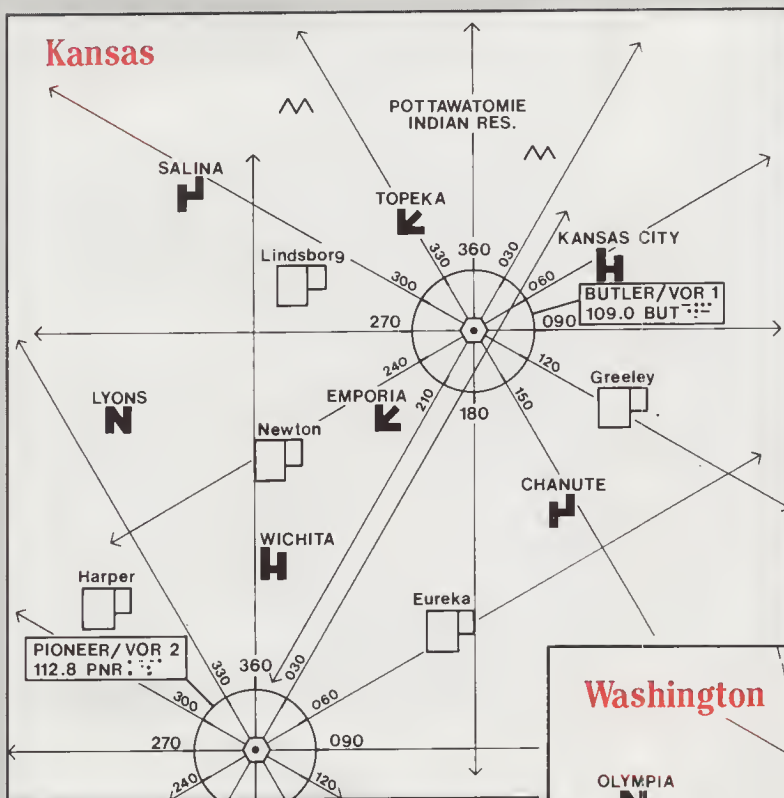 Kansas
POTTAWATOMIE
INDIAN RES.
SALINA
TOPEKA
KANSAS CITY
Lindsborg
330
360
030
300
060
BUTLER/VOR 1
109.0 BUT
270
090
240
120
210
150
180
LYONS
EMPORIA
Greeley
Newton
CHANUTE
WICHITA
Harper
Eureka
PIONEER/VOR 2
112.8 PNR
330
360
030
300
060
270
090
240
120
Washington
OLYMPIA